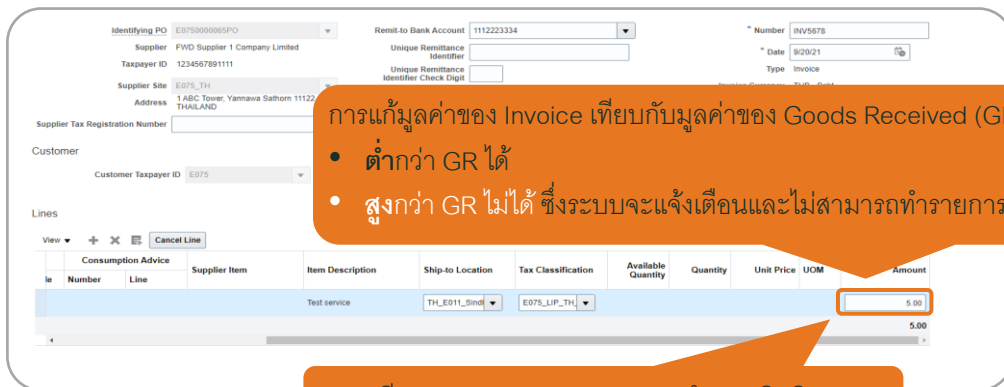 Identifying PO E0750000065PO Remit-to Bank Account 1112223334 * Number INV5678
Supplier FWD Supplier 1 Company Limited Unique Remittance Identifier * Date 9/20/21
Taxpayer ID 1234567891111 Unique Remittance Identifier Check Digit Type Invoice
Supplier Site E075_TH
Address 1 ABC Tower, Yannawa Sathorn 11122
THAILAND
Supplier Tax Registration Number
การแก้มูลค่าของ Invoice เทียบกับมูลค่าของ Goods Received
• ต่ำกว่า GR ได้
• สูงกว่า GR ไม่ได้ ซึ่งระบบจะแจ้งเตือนและไม่สามารถทำรายการ
Customer
Customer Taxpayer ID E075
Lines
View Cancel Line
Consumption Advice
Number Line Supplier Item Item Description Ship-to Location Tax Classification Available Quantity Quantity Unit Price UOM Amount
Test service TH_E011_Sind E075_LIP_TH_ 5.00
5.00